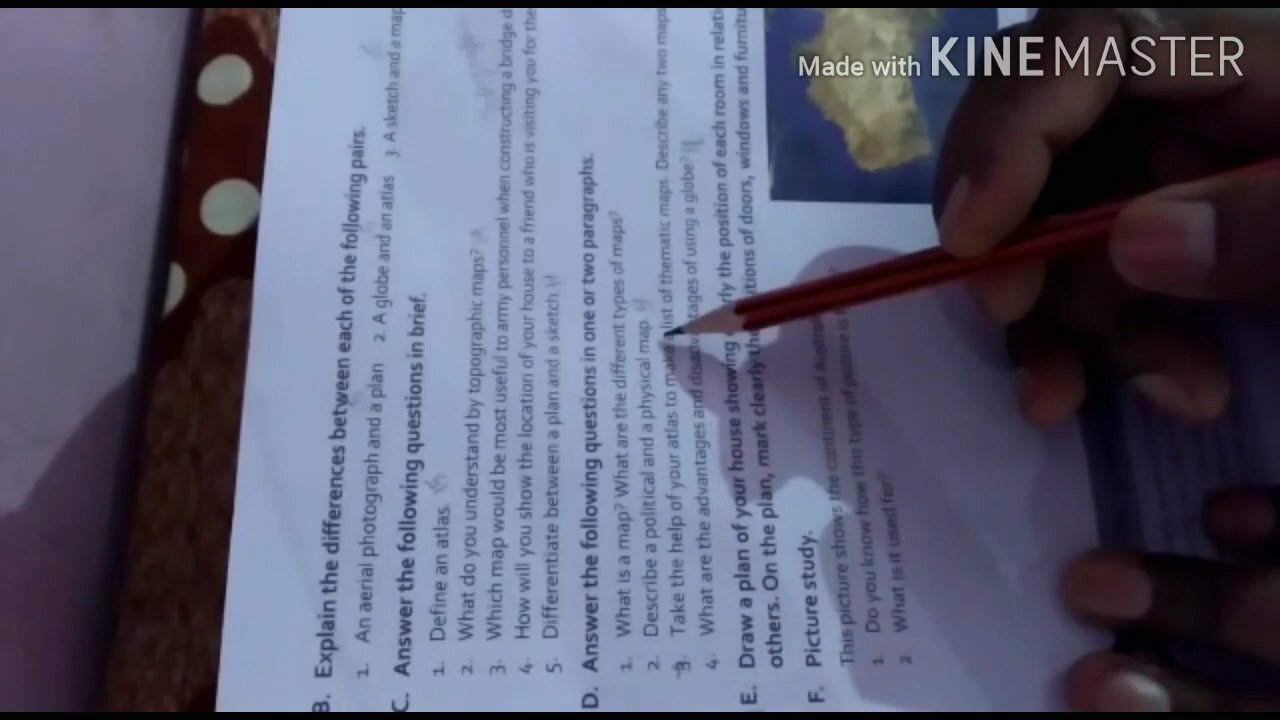 Made with KINEMASTER
B. Explain the differences between each of the following pairs.
1. An aerial photograph and a plan 2. A globe and an atlas 3. A sketch and a map
C. Answer the following questions in brief.
1. Define an atlas.
2. What do you understand by topographic maps?
3. Which map would be most useful to army personnel when constructing a bridge
4. How will you show the location of your house to a friend who is visiting you for the
5. Differentiate between a plan and a sketch
D. Answer the following questions in one or two paragraphs.
1. What is a map? What are the different types of maps?
2. Describe a political and a physical map.
3. Take the help of your atlas to make a list of thematic maps. Describe any two maps
4. What are the advantages and of using a globe?
E. Draw a plan of your house showing the position of each room in
others. On the plan, mark clearly the of doors, windows and
F. Picture study.
This picture shows the continent of
1. Do you know how this type of
2. What is it used for?